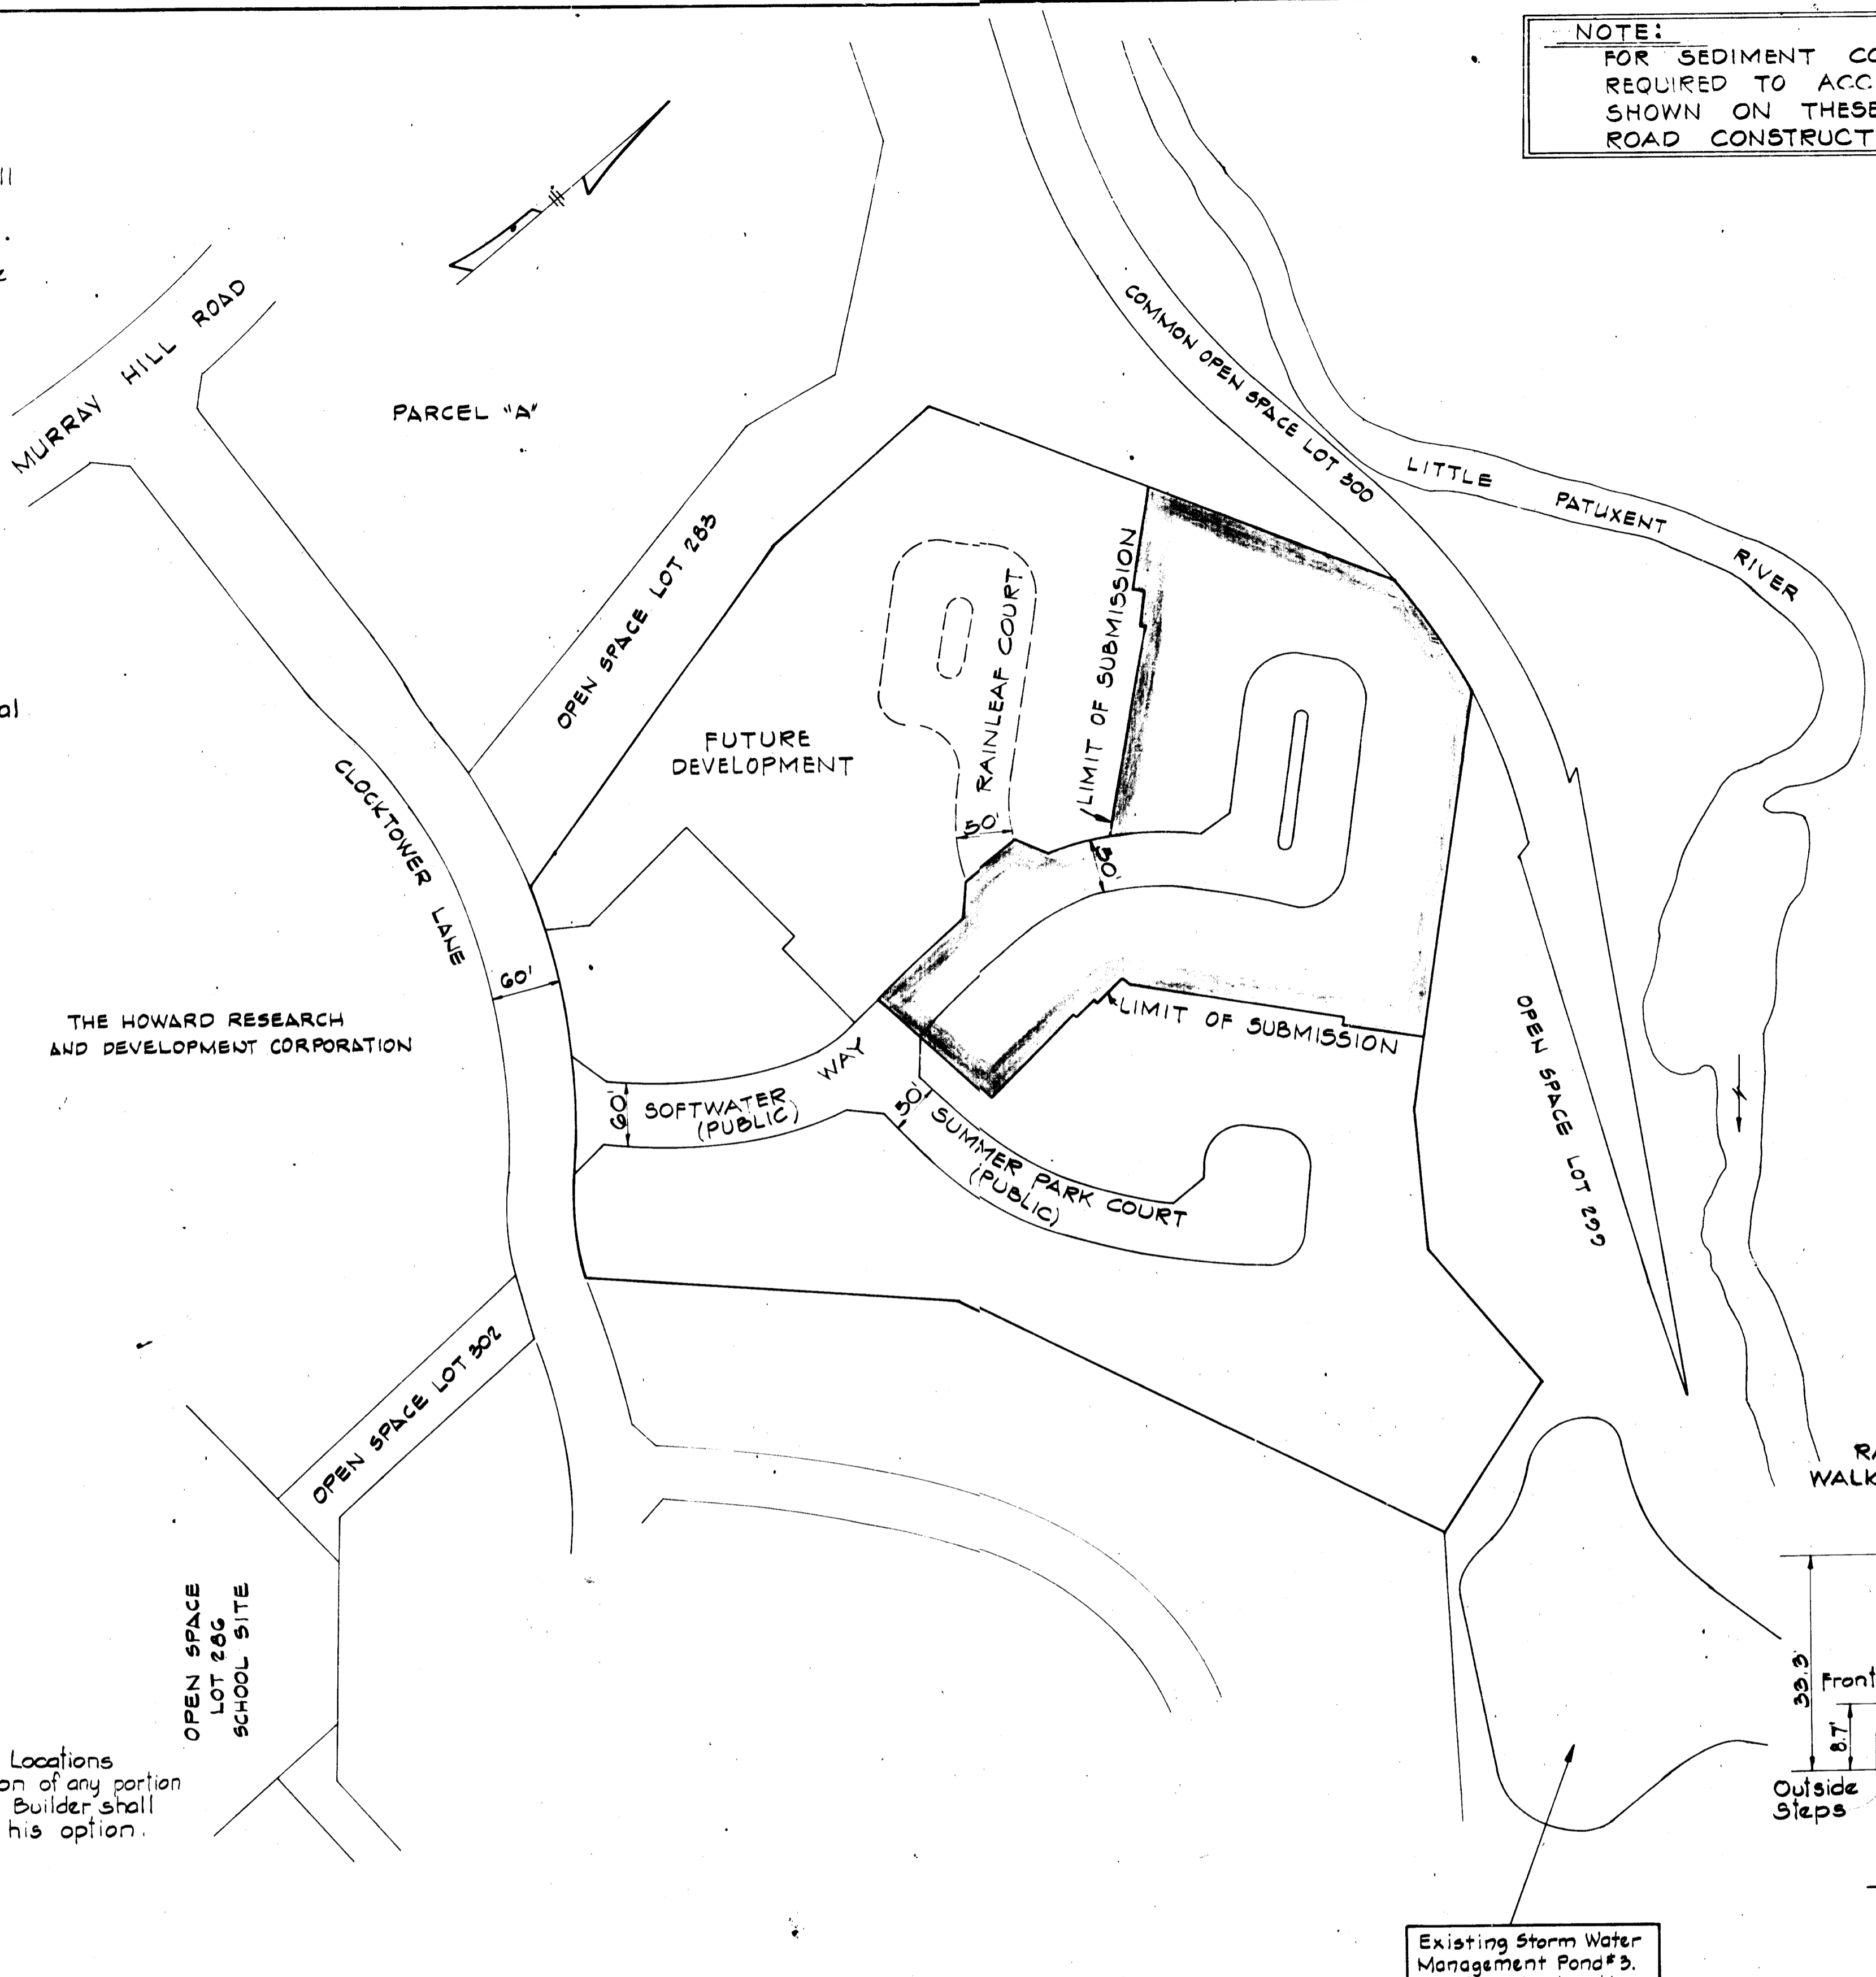 NOTE:
FOR SEDIMENT CO
REQUIRED TO ACC
SHOWN ON THESE
ROAD CONSTRUCT
MURRAY HILL ROAD
PARCEL "A"
COMMON OPEN SPACE LOT 300
LITTLE PATUXENT RIVER
OPEN SPACE LOT 283
RAINLEAF COURT
LIMIT OF SUBMISSION
al
FUTURE
DEVELOPMENT
CLOCKTOWER LANE
50'
50'
60'
THE HOWARD RESEARCH
AND DEVELOPMENT CORPORATION
LIMIT OF SUBMISSION
60'
SOFTWATER WAY
(PUBLIC)
50'
SUMMER PARK COURT
(PUBLIC)
OPEN SPACE LOT 299
OPEN SPACE LOT 302
RA
WALK
OPEN SPACE
LOT 286
SCHOOL SITE
33.3'
Front
8.7'
Outside
Steps
Locations
on of any portion
Builder shall
his option.
Existing Storm Water
Management Pond #3.